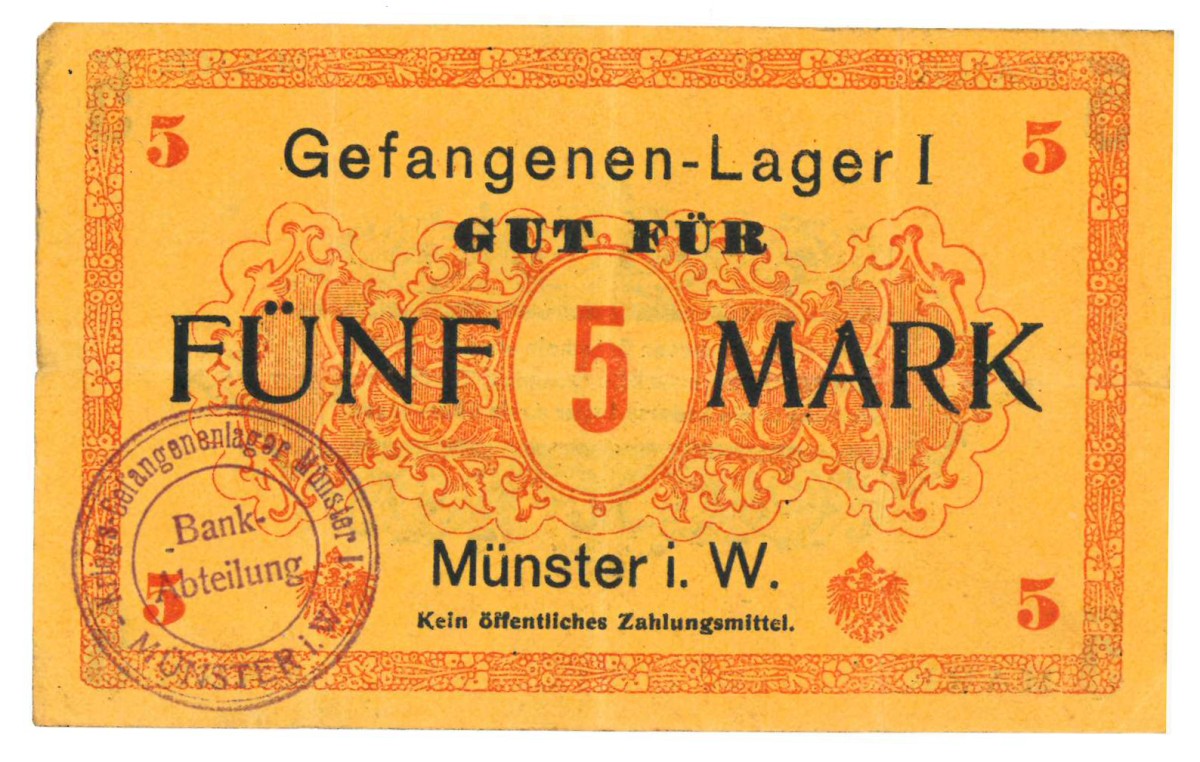 5 5
Gefangenen-Lager I
GUT FÜR
FÜNF 5 MARK
Kriegs-Gefangenenlager Münster I.
Bank-
Abteilung
MÜNSTER i. W.
Münster i. W.
Kein öffentliches Zahlungsmittel.
5 5